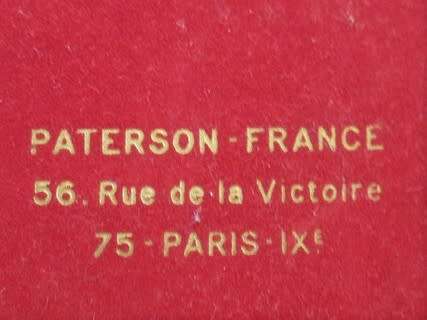 PATERSON - FRANCE
56. Rue de la Victoire
75 - PARIS - IXE